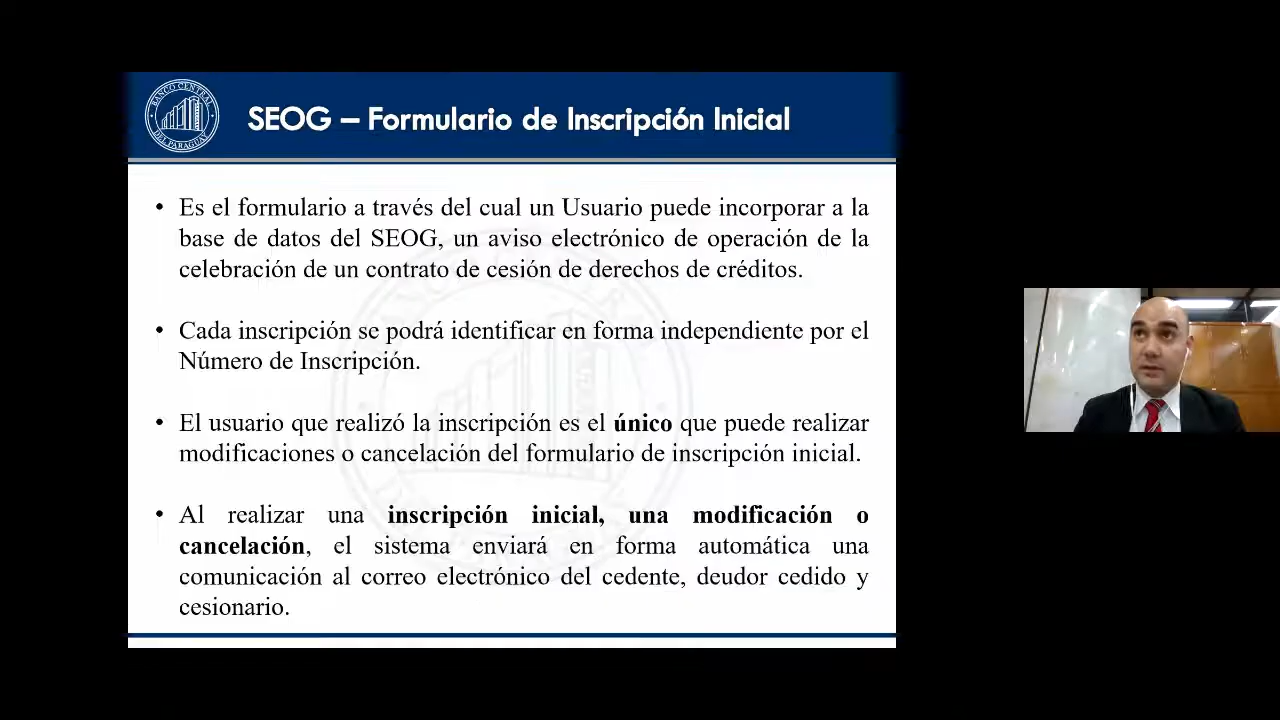 BANCO CENTRAL
DEL PARAGUAY
SEOG – Formulario de Inscripción Inicial
• Es el formulario a través del cual un Usuario puede incorporar a la
base de datos del SEOG, un aviso electrónico de operación de la
celebración de un contrato de cesión de derechos de créditos.
• Cada inscripción se podrá identificar en forma independiente por el
Número de Inscripción.
• El usuario que realizó la inscripción es el único que puede realizar
modificaciones o cancelación del formulario de inscripción inicial.
• Al realizar una inscripción inicial, una modificación o
cancelación, el sistema enviará en forma automática una
comunicación al correo electrónico del cedente, deudor cedido y
cesionario.